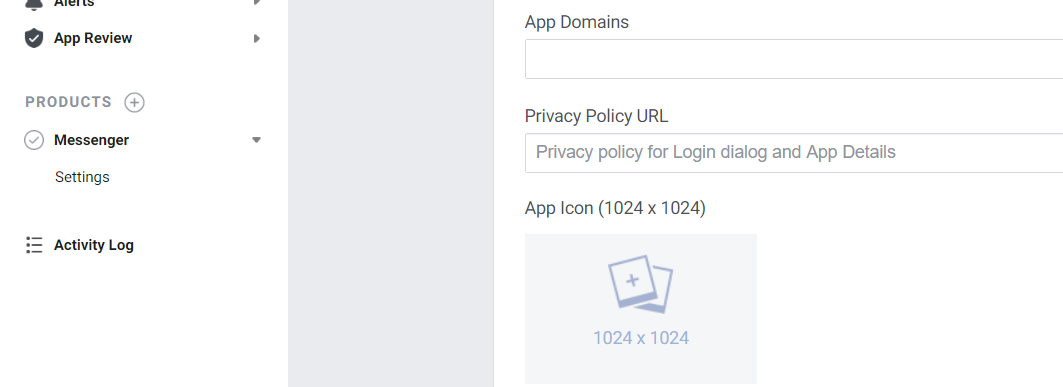 Alerts
App Review
PRODUCTS
Messenger
Settings
Activity Log
App Domains
Privacy Policy URL
Privacy policy for Login dialog and App Details
App Icon (1024 x 1024)
1024 x 1024